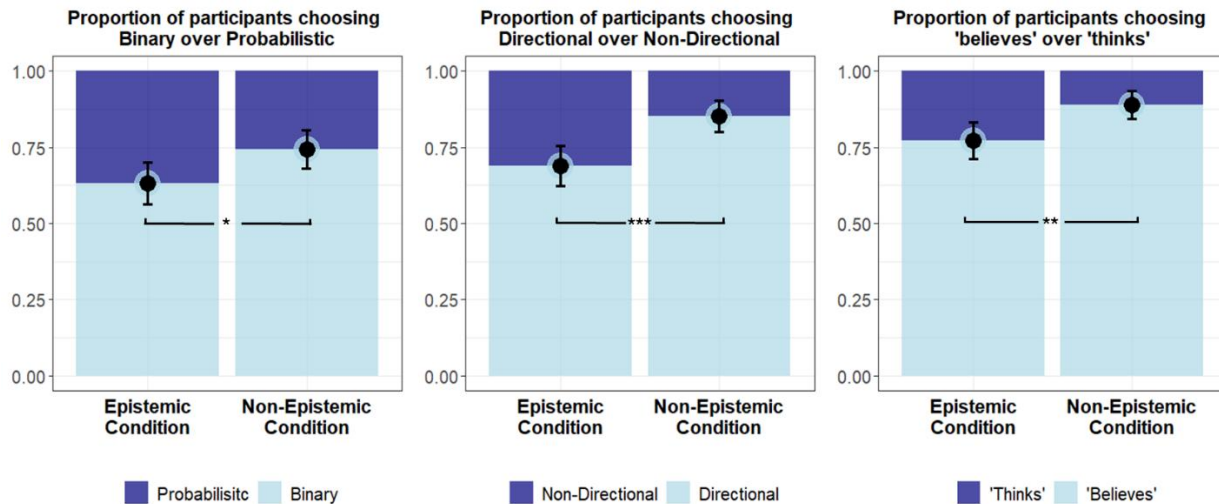 Proportion of participants choosing
Binary over Probabilistic
1.00
0.75
0.50
0.25
0.00
*
Epistemic
Condition
Non-Epistemic
Condition
Probabilisitc
Binary
Proportion of participants choosing
Directional over Non-Directional
1.00
0.75
0.50
0.25
0.00
***
Epistemic
Condition
Non-Epistemic
Condition
Non-Directional
Directional
Proportion of participants choosing
'believes' over 'thinks'
1.00
0.75
0.50
0.25
0.00
**
Epistemic
Condition
Non-Epistemic
Condition
'Thinks'
'Believes'